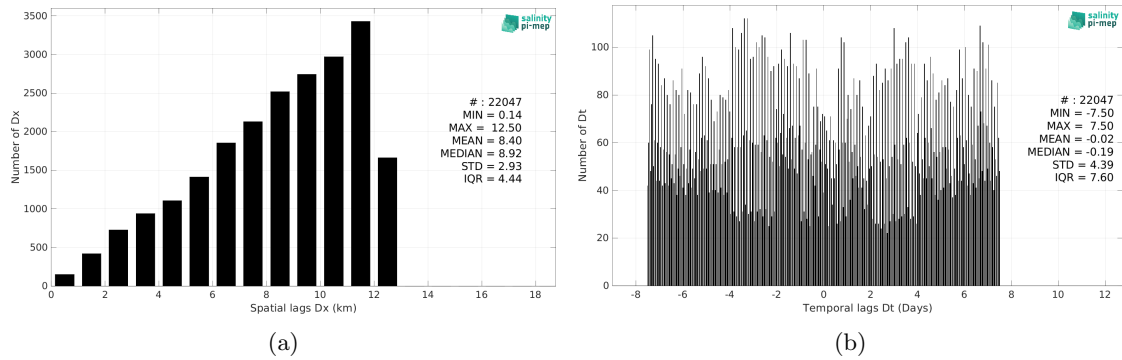 3500
3000
2500
2000
1500
1000
500
0
Number of Dx
0 2 4 6 8 10 12 14 16 18
Spatial lags Dx (km)
salinity
pi-mep
# : 22047
MIN = 0.14
MAX = 12.50
MEAN = 8.40
MEDIAN = 8.92
STD = 2.93
IQR = 4.44
(a)
100
80
60
40
20
0
Number of Dt
-8 -6 -4 -2 0 2 4 6 8 10 12
Temporal lags Dt (Days)
salinity
pi-mep
# : 22047
MIN = -7.50
MAX = 7.50
MEAN = -0.02
MEDIAN = -0.19
STD = 4.39
IQR = 7.60
(b)